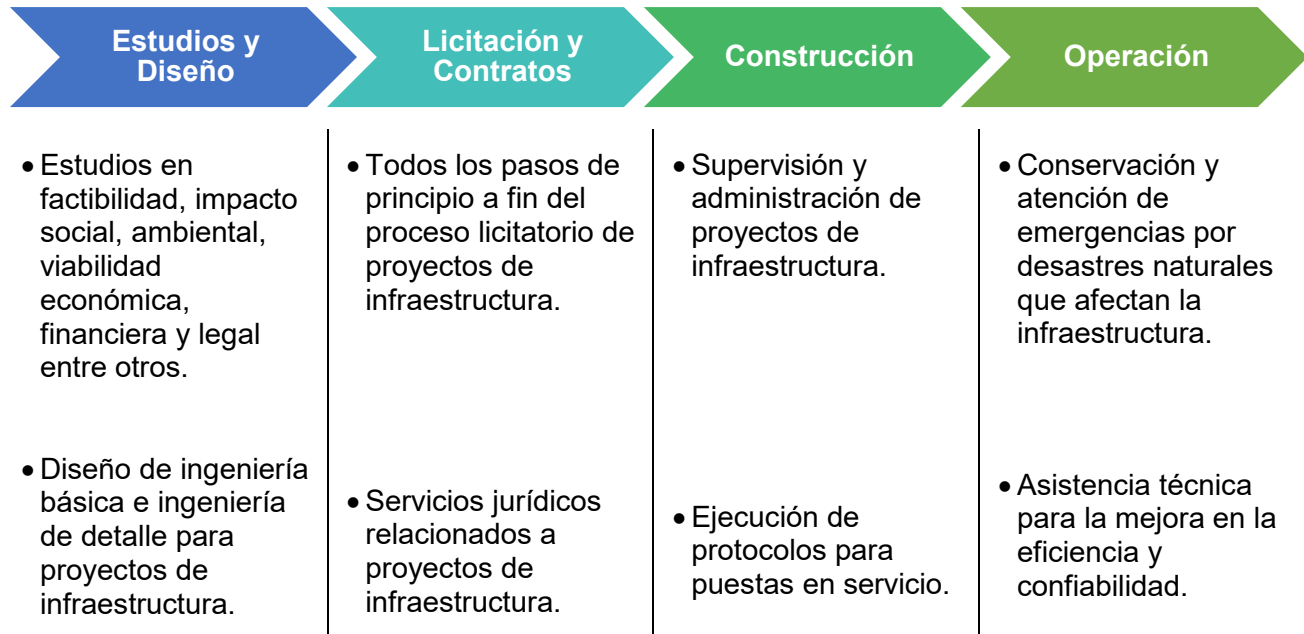 Estudios y
Diseño
Licitación y
Contratos
Construcción
Operación
• Estudios en
factibilidad, impacto
social, ambiental,
viabilidad
económica,
financiera y legal
entre otros.
• Diseño de ingeniería
básica e ingeniería
de detalle para
proyectos de
infraestructura.
• Todos los pasos de
principio a fin del
proceso licitatorio de
proyectos de
infraestructura.
• Servicios jurídicos
relacionados a
proyectos de
infraestructura.
• Supervisión y
administración de
proyectos de
infraestructura.
• Ejecución de
protocolos para
puestas en servicio.
• Conservación y
atención de
emergencias por
desastres naturales
que afectan la
infraestructura.
• Asistencia técnica
para la mejora en la
eficiencia y
confiabilidad.